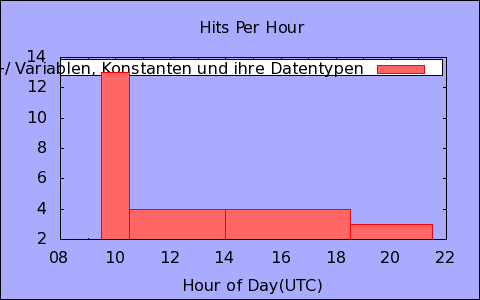 Hits Per Hour
-/ Variablen, Konstanten und ihre Datentypen
14
12
10
8
6
4
2
08 10 12 14 16 18 20 22
Hour of Day(UTC)